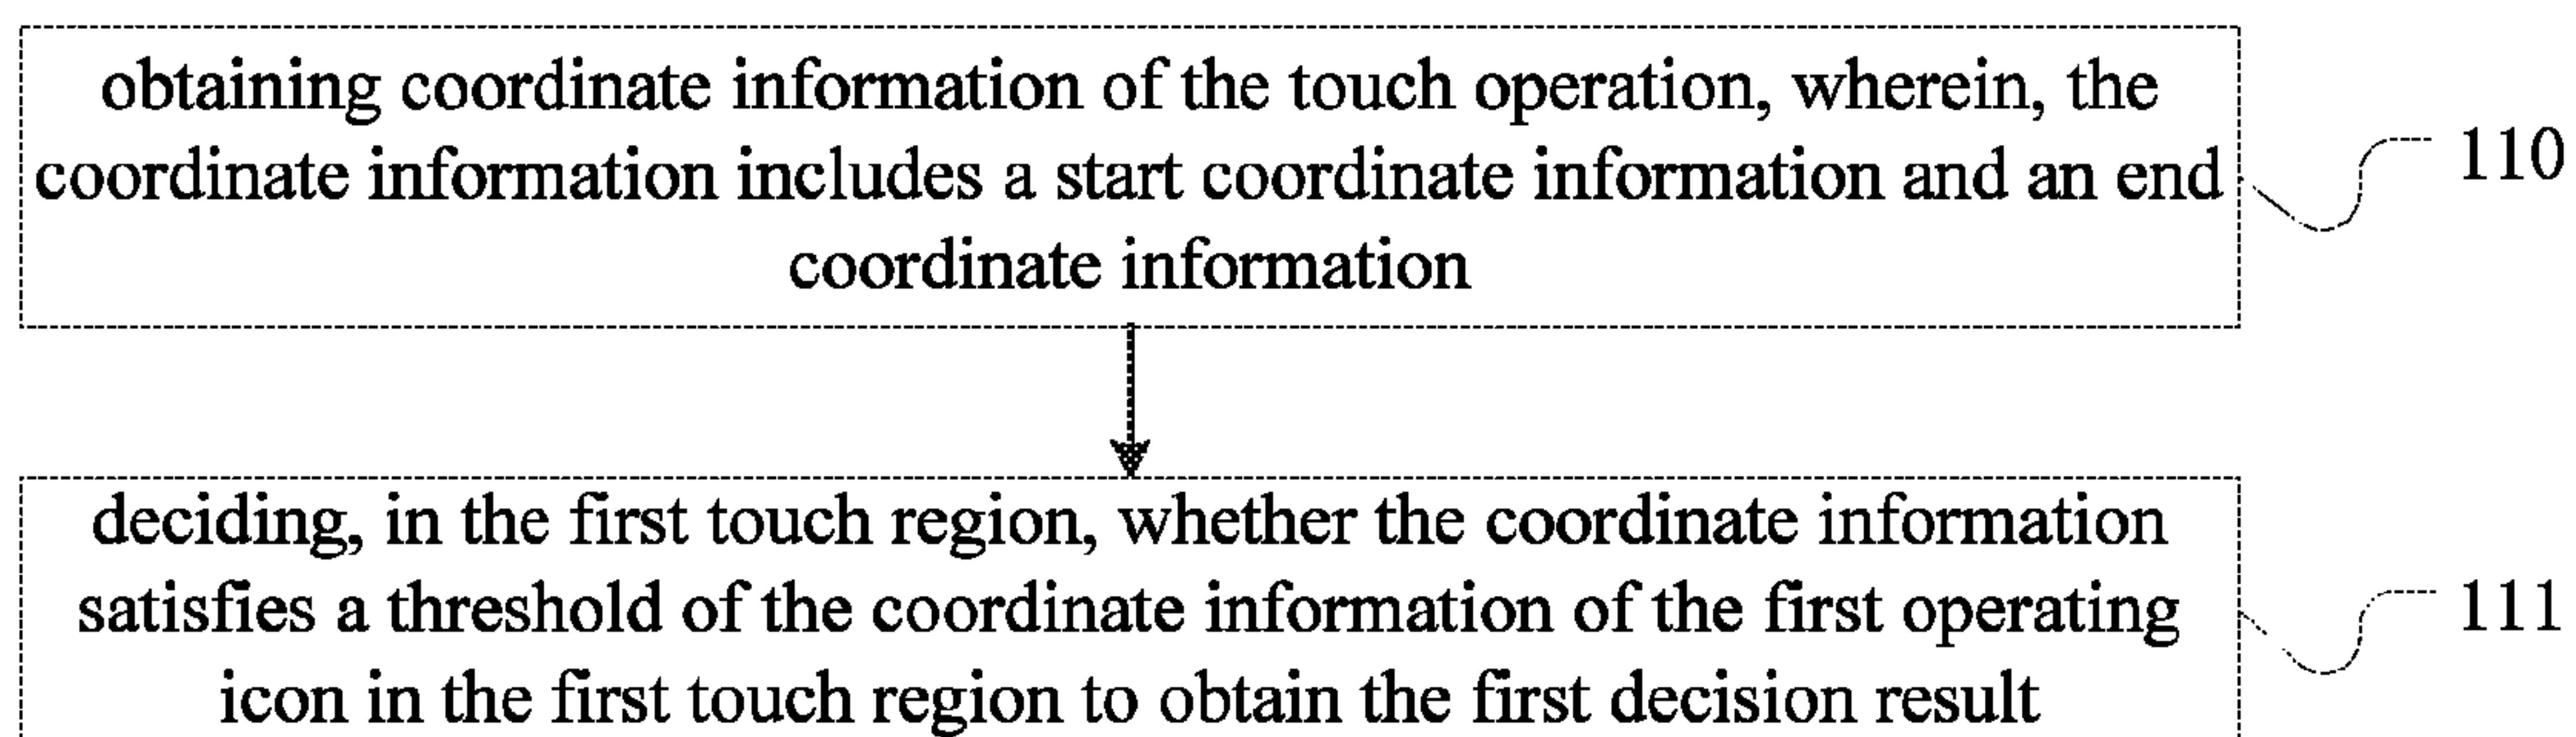 obtaining coordinate information of the touch operation, wherein, the
coordinate information includes a start coordinate information and an end
coordinate information
110
deciding, in the first touch region, whether the coordinate information
satisfies a threshold of the coordinate information of the first operating
icon in the first touch region to obtain the first decision result
111